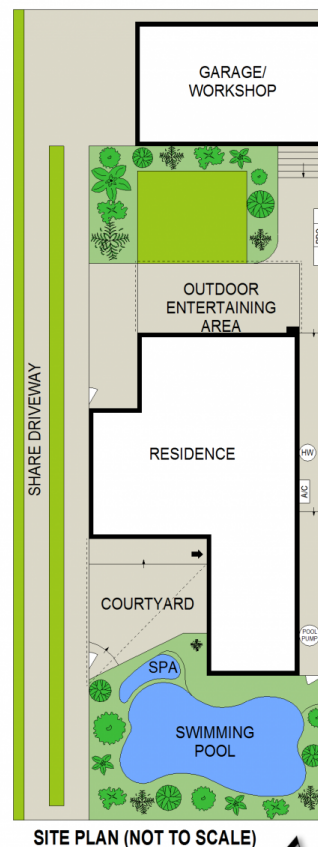 GARAGE/
WORKSHOP
OUTDOOR
ENTERTAINING
AREA
SHARE DRIVEWAY
RESIDENCE
HW
A/C
COURTYARD
POOL
PUMP
SPA
SWIMMING
POOL
SITE PLAN (NOT TO SCALE)